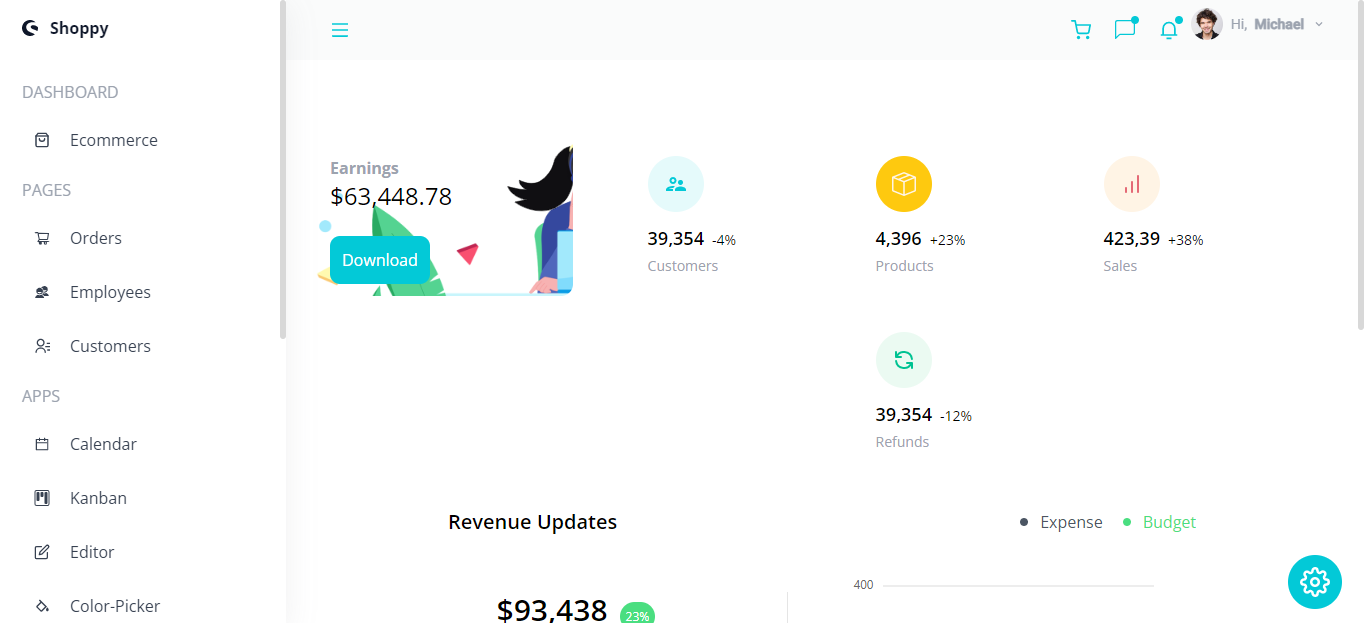 Shoppy
DASHBOARD
Ecommerce
PAGES
Orders
Employees
Customers
APPS
Calendar
Kanban
Editor
Color-Picker
Hi, Michael
Earnings
$63,448.78
Download
39,354 -4%
Customers
4,396 +23%
Products
423,39 +38%
Sales
39,354 -12%
Refunds
Revenue Updates
Expense
Budget
$93,438 23%
400